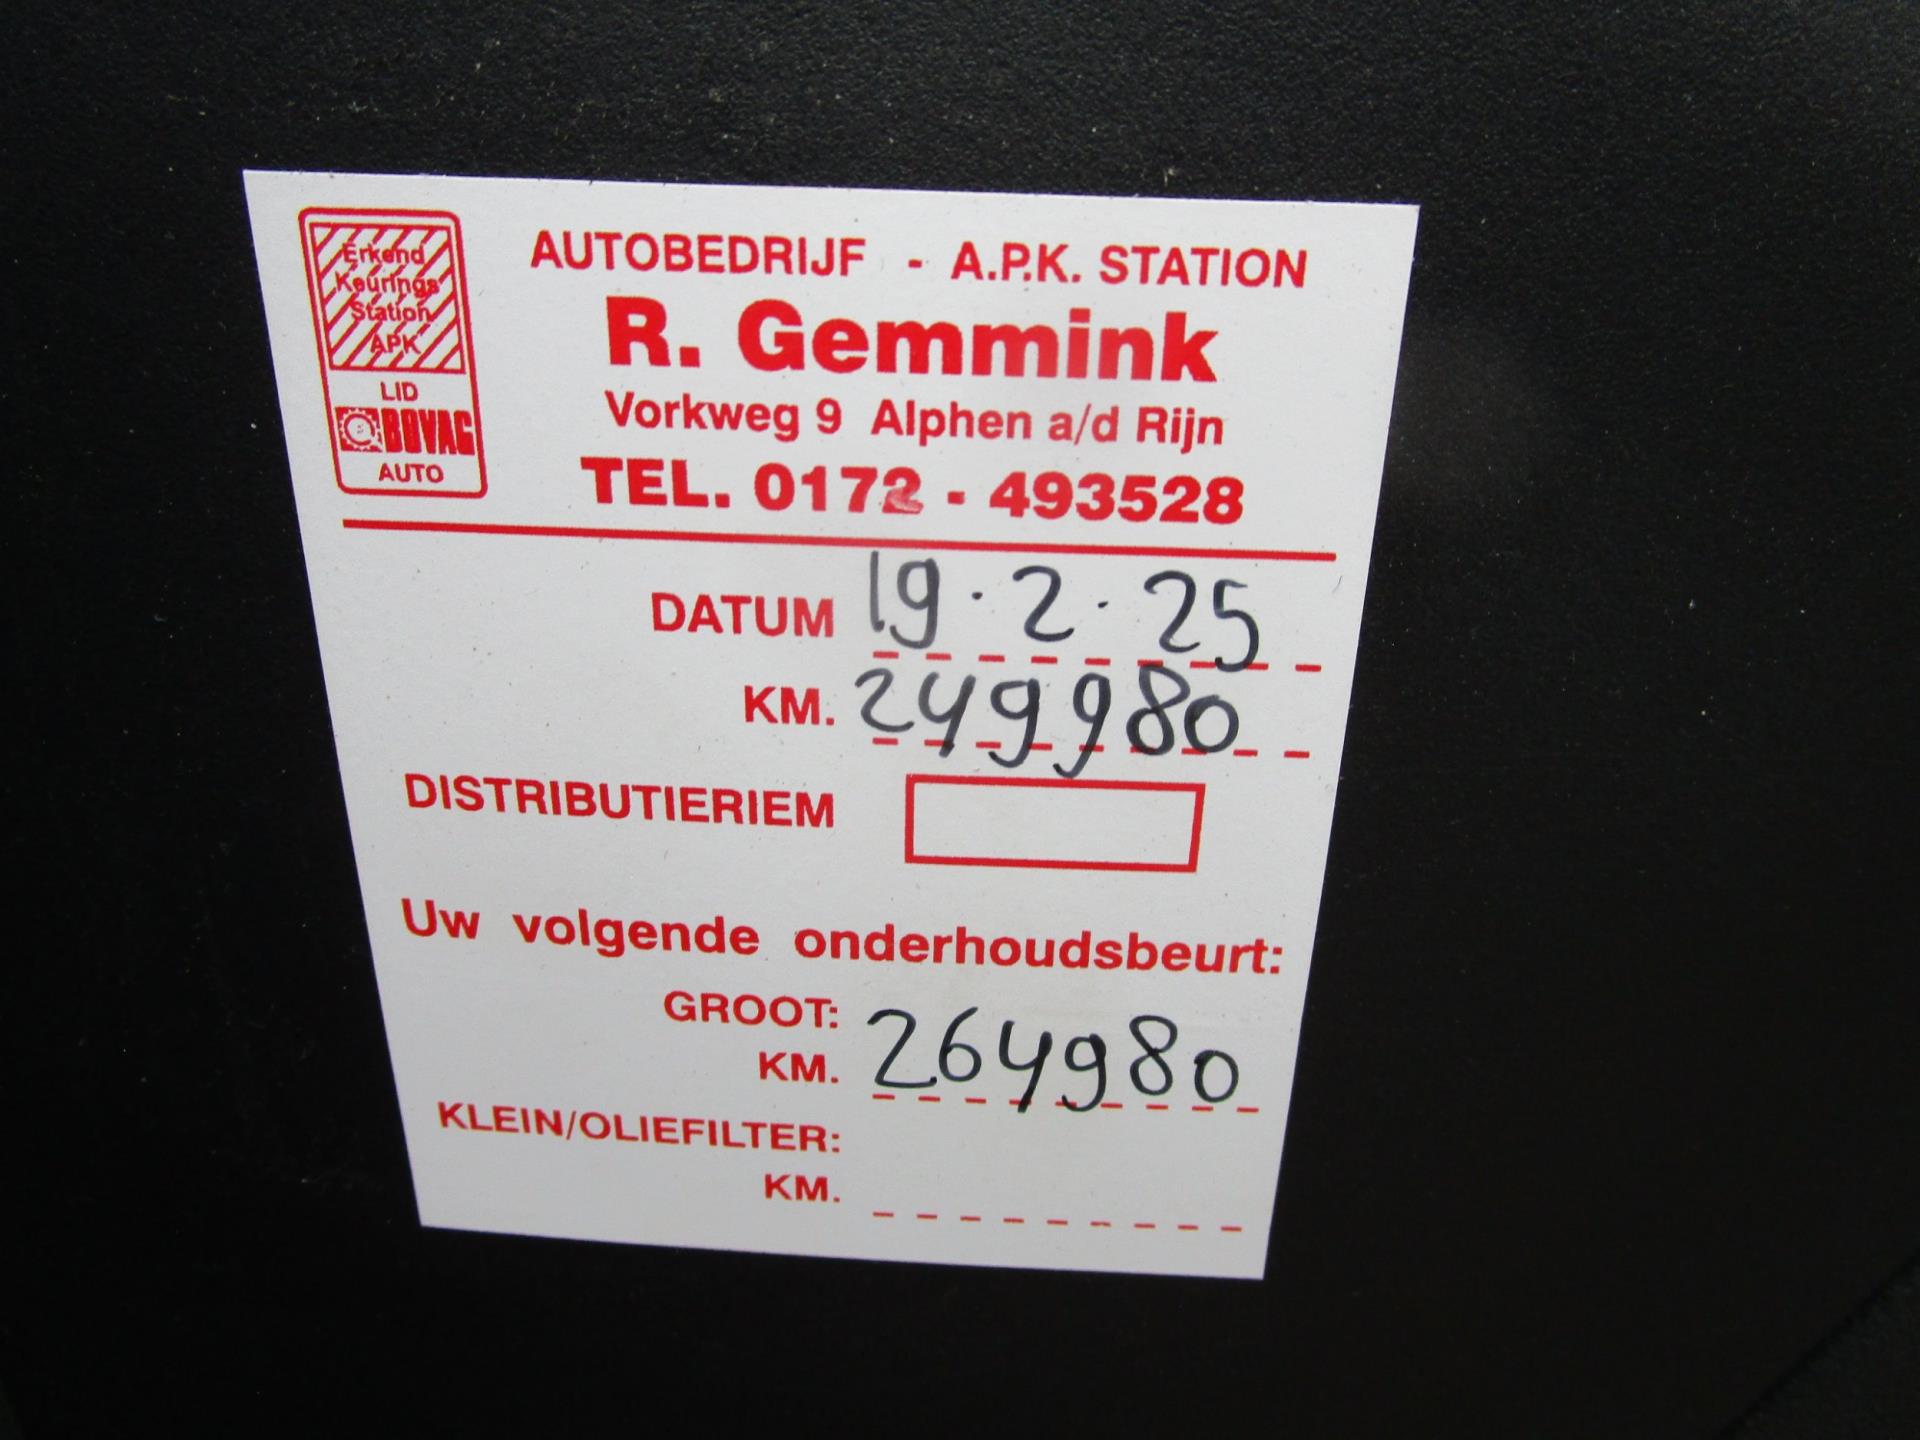 Erkend
Keurings
Station
APK
LID
BOVAG
AUTO
AUTOBEDRIJF - A.P.K. STATION
R. Gemmink
Vorkweg 9 Alphen a/d Rijn
TEL. 0172 - 493528
DATUM 19·2·25
KM. 249980
DISTRIBUTIERIEM
Uw volgende onderhoudsbeurt:
GROOT:
KM. 264980
KLEIN/OLIEFILTER:
KM.